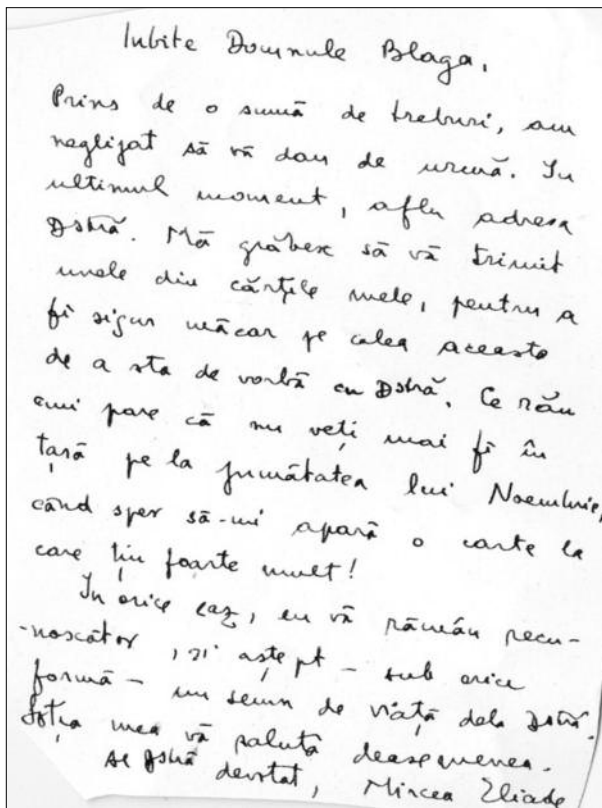 Iubite Domnule Blaga,
Prins de o sumă de treburi, am
neglijat să vă dau de urmă. In
ultimul moment, aflu adresa
Dstră. Mă grăbesc să vă trimit
unele din cărțile mele, pentru a
fi sigur măcar pe calea aceasta
de a sta de vorbă cu Dstră. Ce rău
îmi pare că nu veți mai fi în
țară pe la jumătatea lui Noembrie,
când sper să-mi apară o carte la
care țin foarte mult!
In orice caz, eu vă rămân recu-
-noscător, și aștept - sub orice
formă - un semn de viață dela Dstră.
Soția mea vă salută deasemenea.
Al Dstră devotat, Mircea Eliade